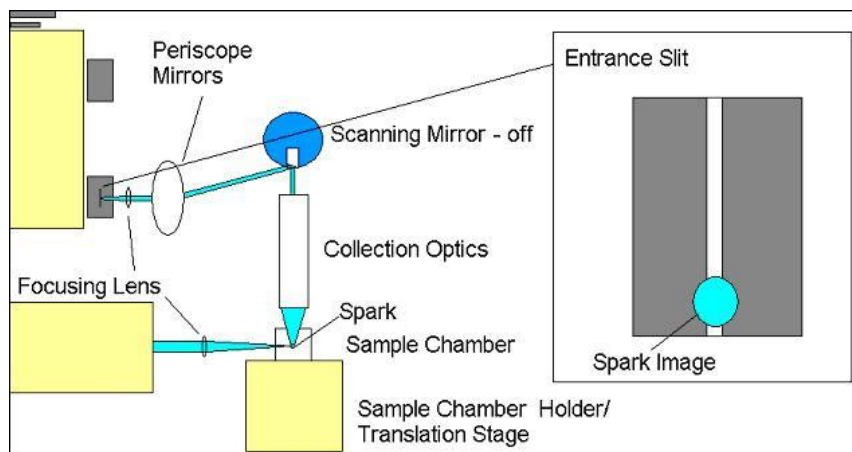 Periscope
Mirrors
Entrance Slit
Scanning Mirror - off
Collection Optics
Focusing Lens
Spark
Sample Chamber
Spark Image
Sample Chamber Holder/
Translation Stage